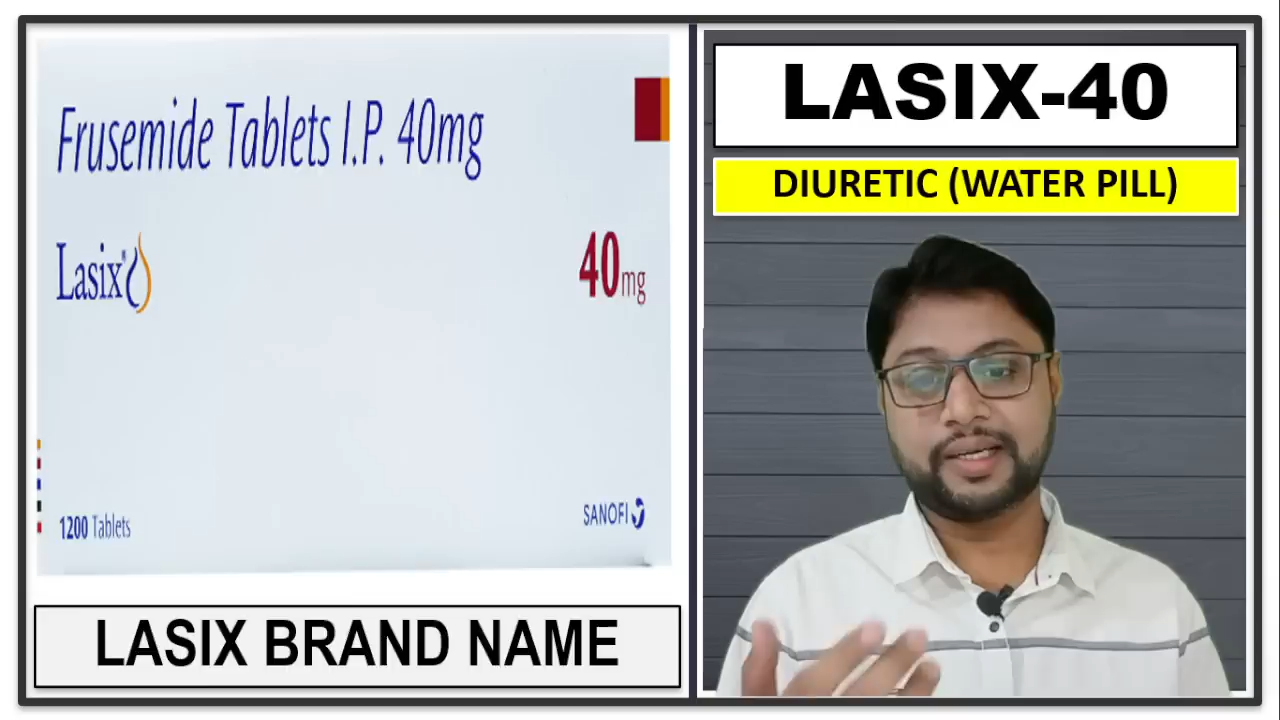 Frusemide Tablets I.P. 40mg
Lasix®
40mg
1200 Tablets
SANOFI
LASIX BRAND NAME
LASIX-40
DIURETIC (WATER PILL)